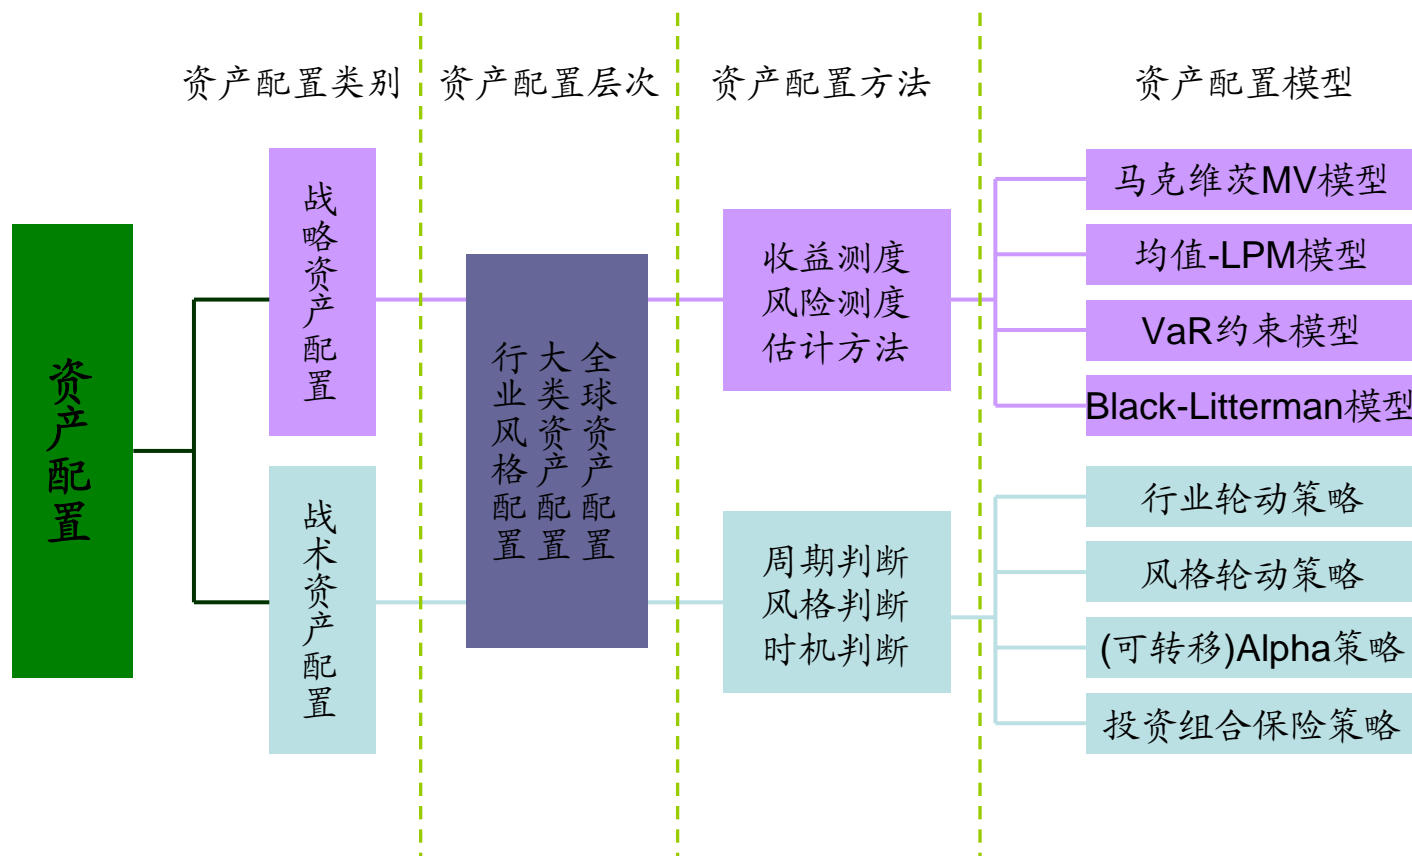 资产配置类别
资产配置层次
资产配置方法
资产配置模型
资产配置
战略资产配置
战术资产配置
全球资产配置
大类资产配置
行业风格配置
收益测度
风险测度
估计方法
周期判断
风格判断
时机判断
马克维茨MV模型
均值-LPM模型
VaR约束模型
Black-Litterman模型
行业轮动策略
风格轮动策略
(可转移)Alpha策略
投资组合保险策略